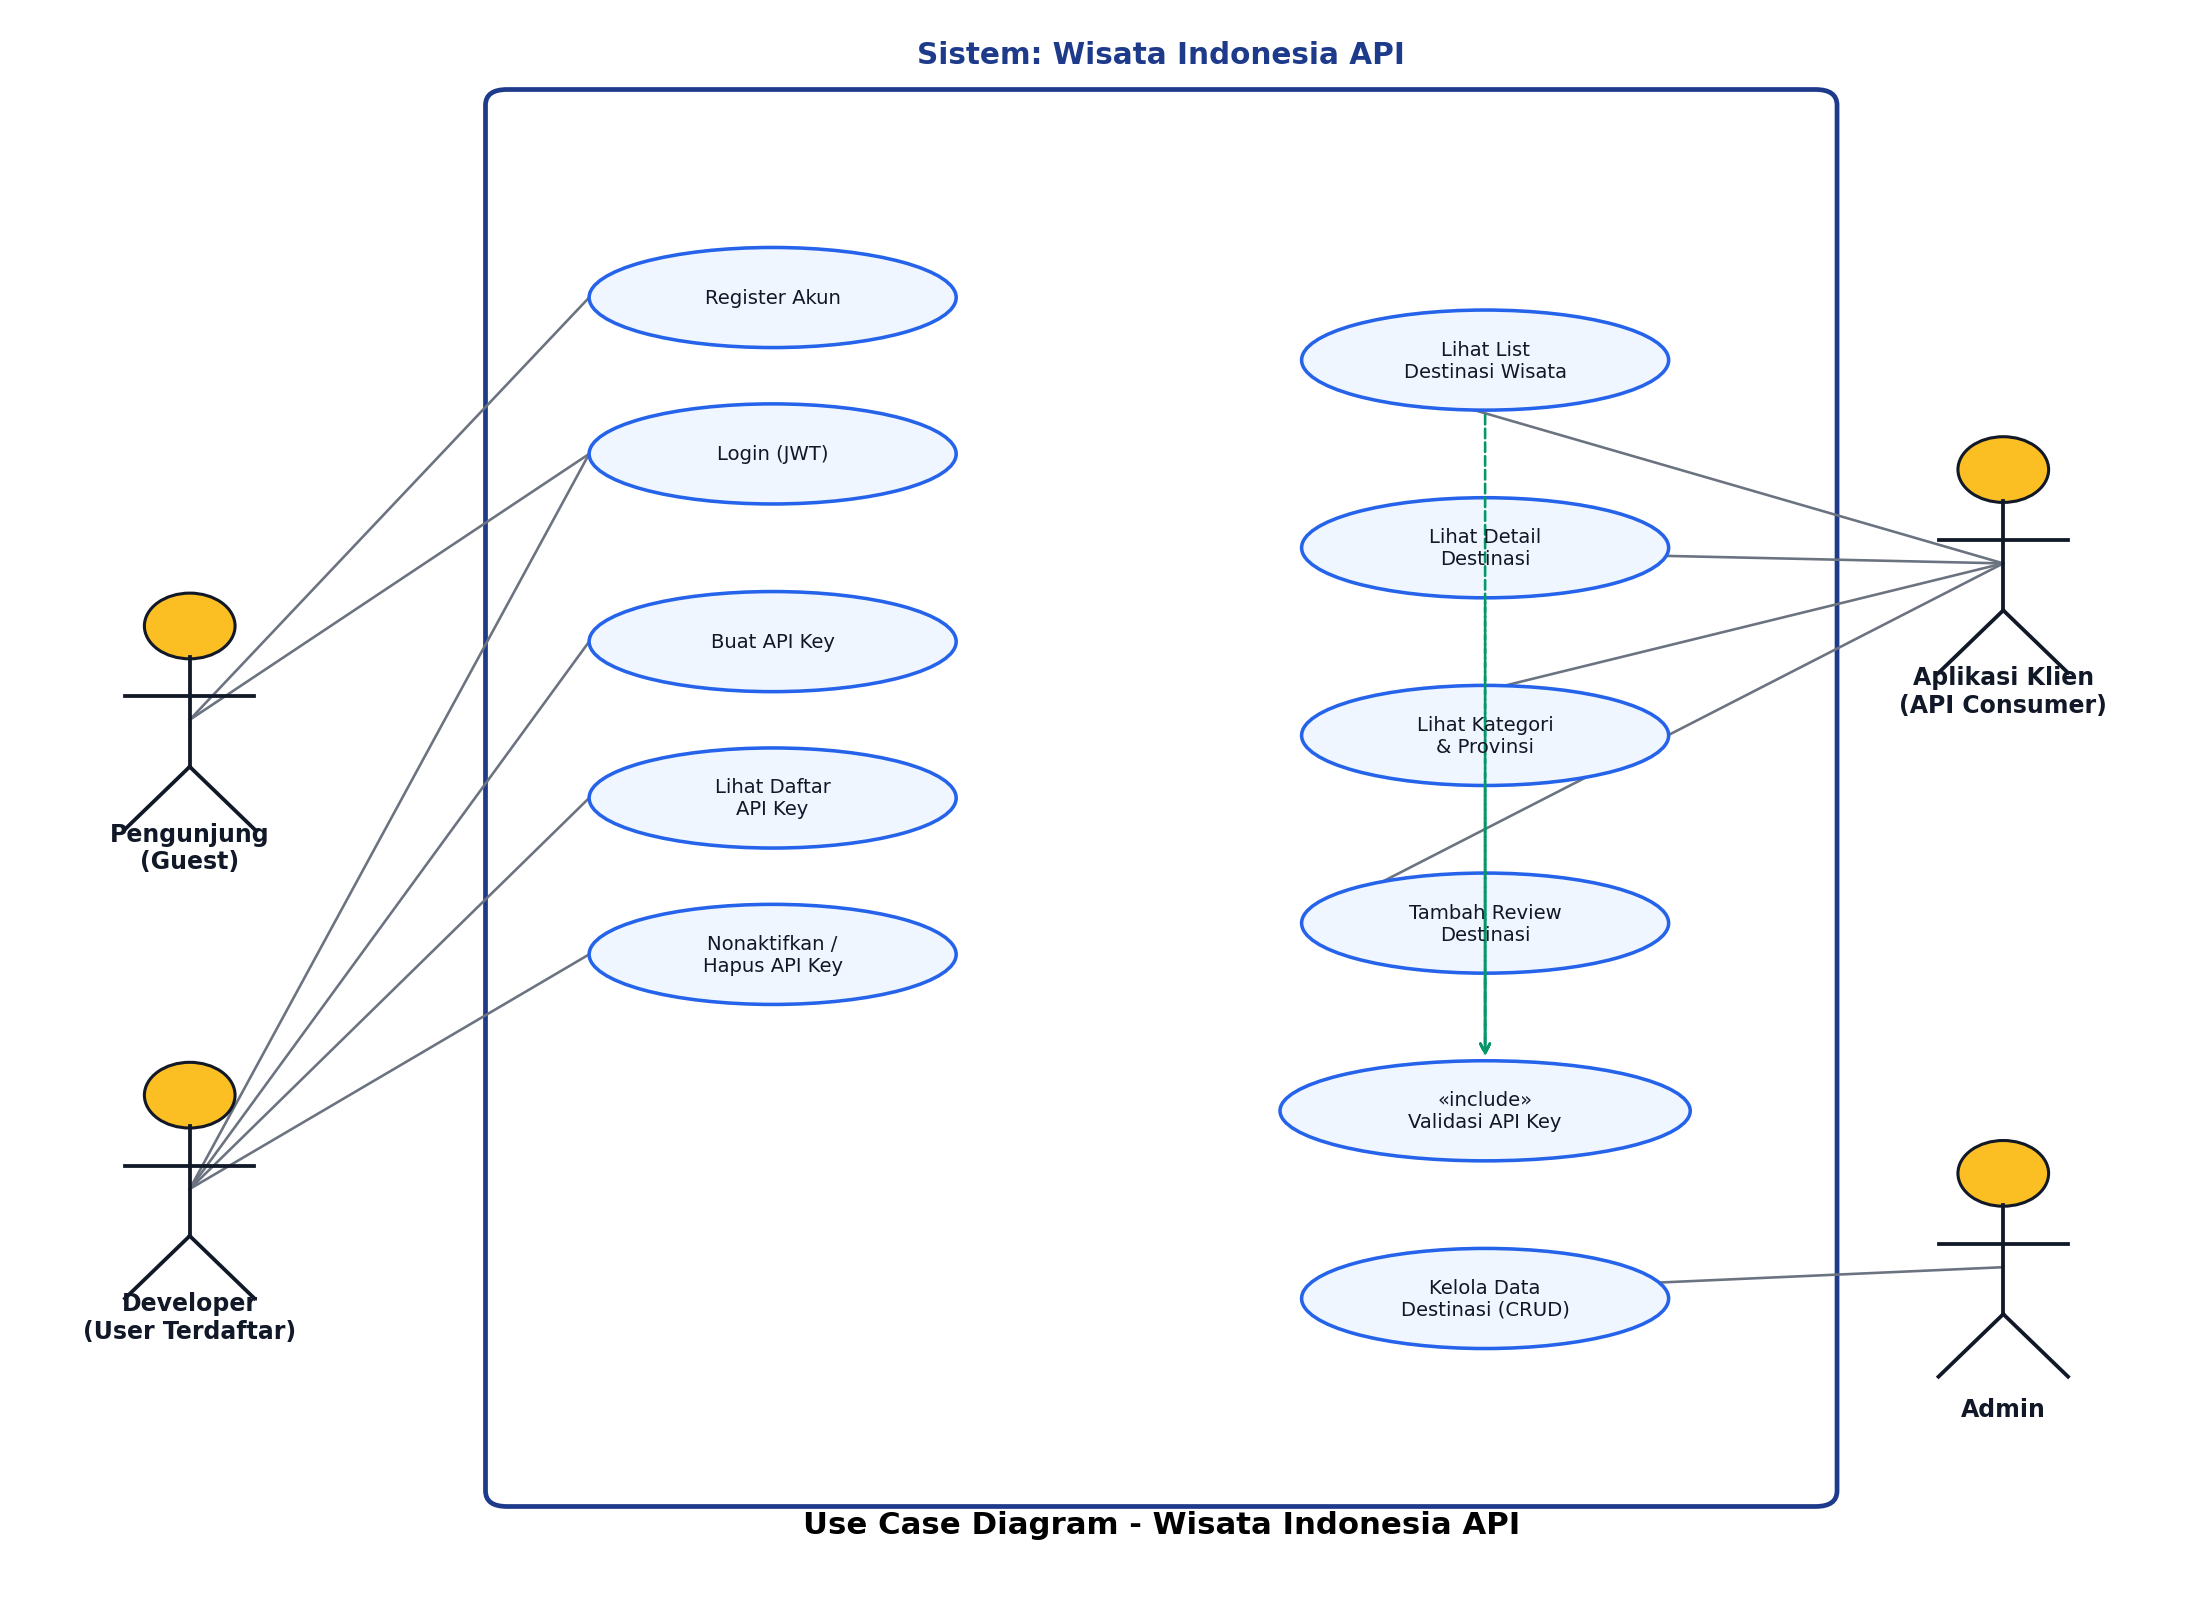 Sistem: Wisata Indonesia API
Register Akun
Login (JWT)
Buat API Key
Lihat Daftar
API Key
Nonaktifkan /
Hapus API Key
Lihat List
Destinasi Wisata
Lihat Detail
Destinasi
Lihat Kategori
& Provinsi
Tambah Review
Destinasi
«include»
Validasi API Key
Kelola Data
Destinasi (CRUD)
Pengunjung
(Guest)
Developer
(User Terdaftar)
Aplikasi Klien
(API Consumer)
Admin
Use Case Diagram - Wisata Indonesia API